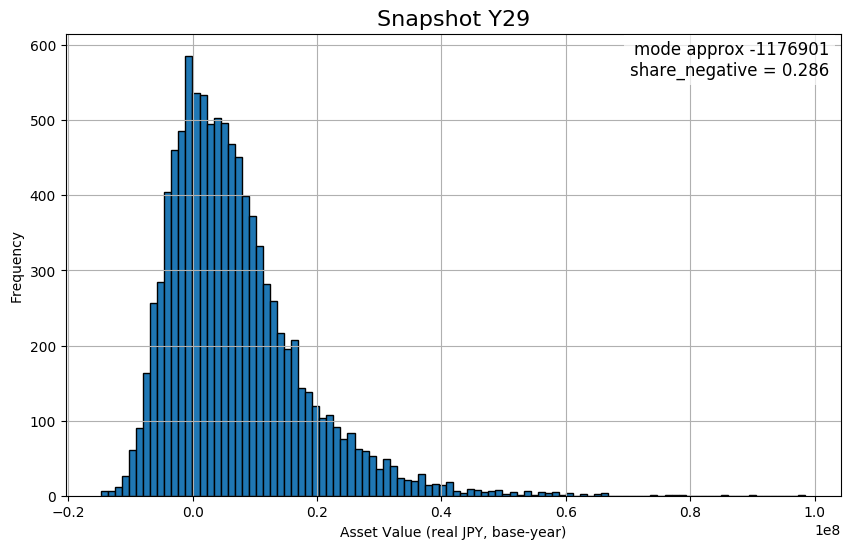 Snapshot Y29
mode approx -1176901
share_negative = 0.286
Frequency
600
500
400
300
200
100
0
−0.2
0.0
0.2
0.4
0.6
0.8
1.0
1e8
Asset Value (real JPY, base-year)